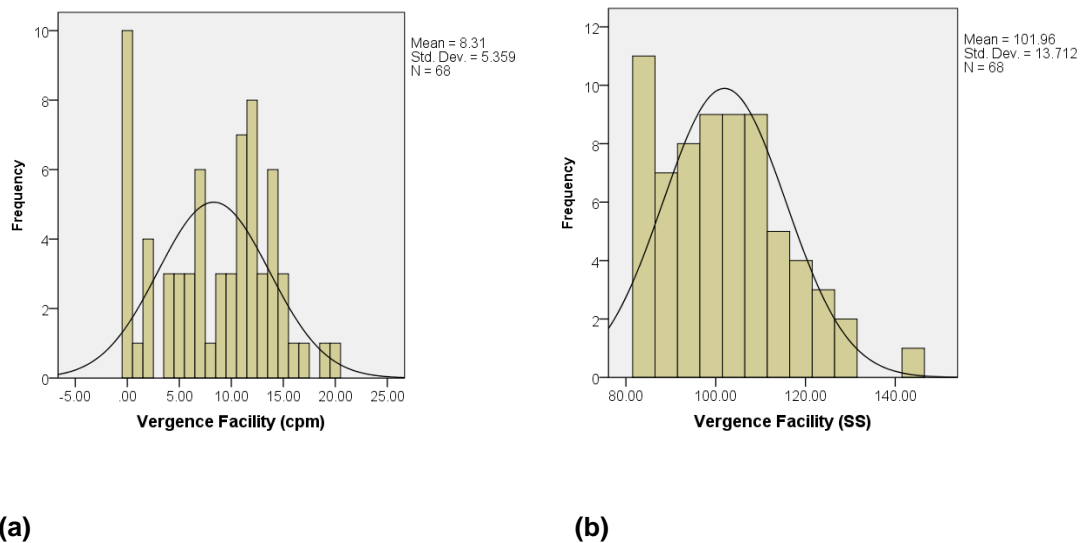 Mean = 8.31
Std. Dev. = 5.359
N = 68
10
8
6
4
2
0
Frequency
-5.00 .00 5.00 10.00 15.00 20.00 25.00
Vergence Facility (cpm)
Mean = 101.96
Std. Dev. = 13.712
N = 68
12
10
8
6
4
2
0
Frequency
80.00 100.00 120.00 140.00
Vergence Facility (SS)
(a)
(b)